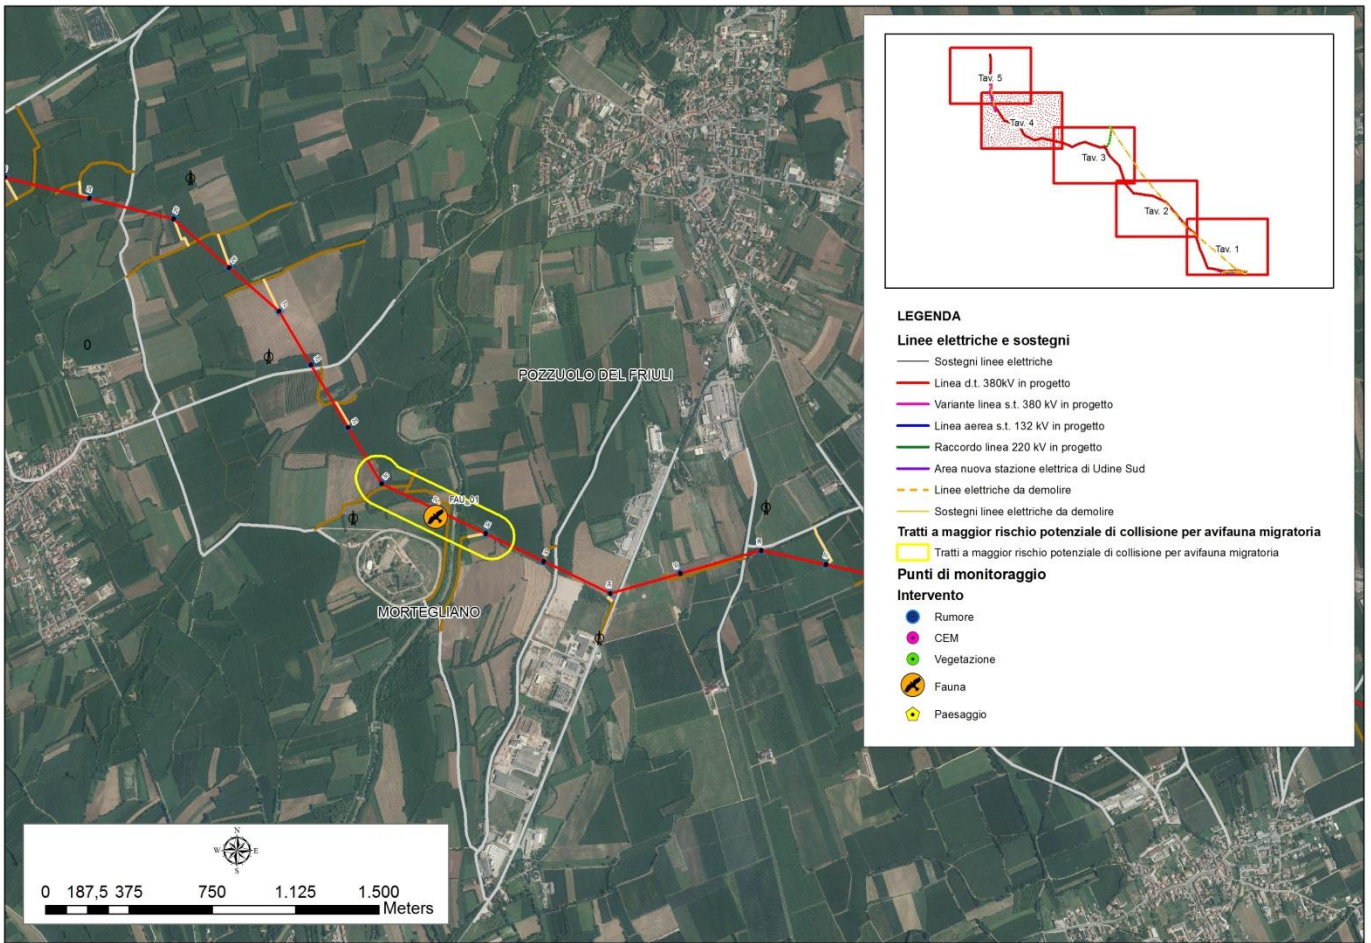 Tav. 5
Tav. 4
Tav. 3
Tav. 2
Tav. 1
LEGENDA
Linee elettriche e sostegni
Sostegni linee elettriche
Linea d.t. 380kV in progetto
Variante linea s.t. 380 kV in progetto
Linea aerea s.t. 132 kV in progetto
Raccordo linea 220 kV in progetto
Area nuova stazione elettrica di Udine Sud
Linee elettriche da demolire
Sostegni linee elettriche da demolire
Tratti a maggior rischio potenziale di collisione per avifauna migratoria
Tratti a maggior rischio potenziale di collisione per avifauna migratoria
Punti di monitoraggio
Intervento
Rumore
CEM
Vegetazione
Fauna
Paesaggio
0
POZZUOLO DEL FRIULI
FAU_01
MORTEGLIANO
N
W E
S
0 187,5 375 750 1.125 1.500
Meters